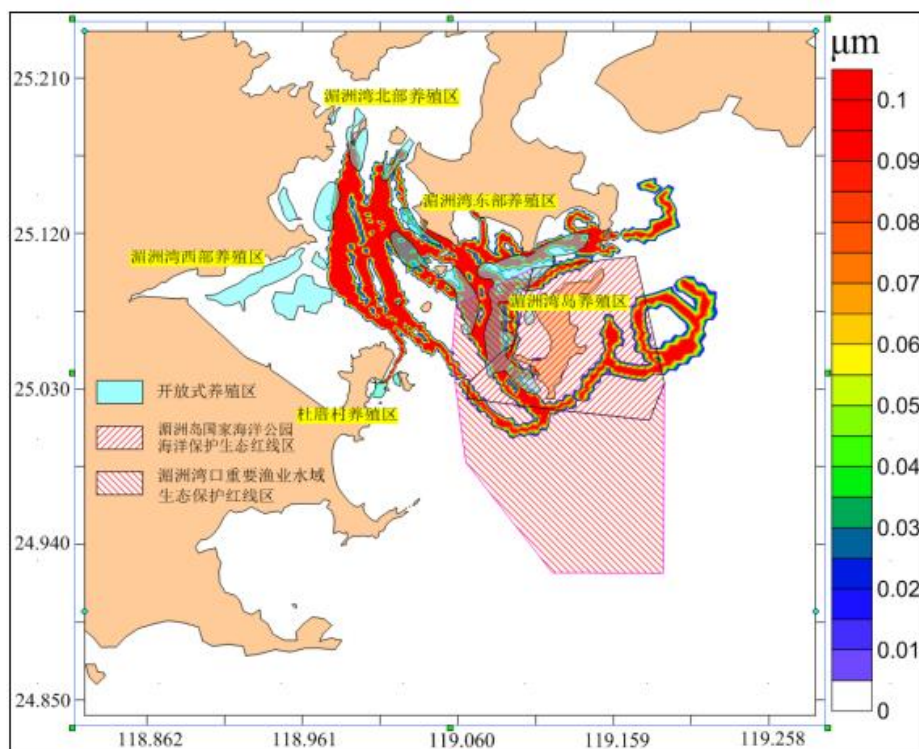 μm
25.210
25.120
25.030
24.940
24.850
118.862
118.961
119.060
119.159
119.258
湄洲湾北部养殖区
湄洲湾东部养殖区
湄洲湾西部养殖区
湄洲湾岛养殖区
杜厝村养殖区
开放式养殖区
湄洲岛国家海洋公园
海洋保护生态红线区
湄洲湾口重要渔业水域
生态保护红线区
0.1
0.09
0.08
0.07
0.06
0.05
0.04
0.03
0.02
0.01
0